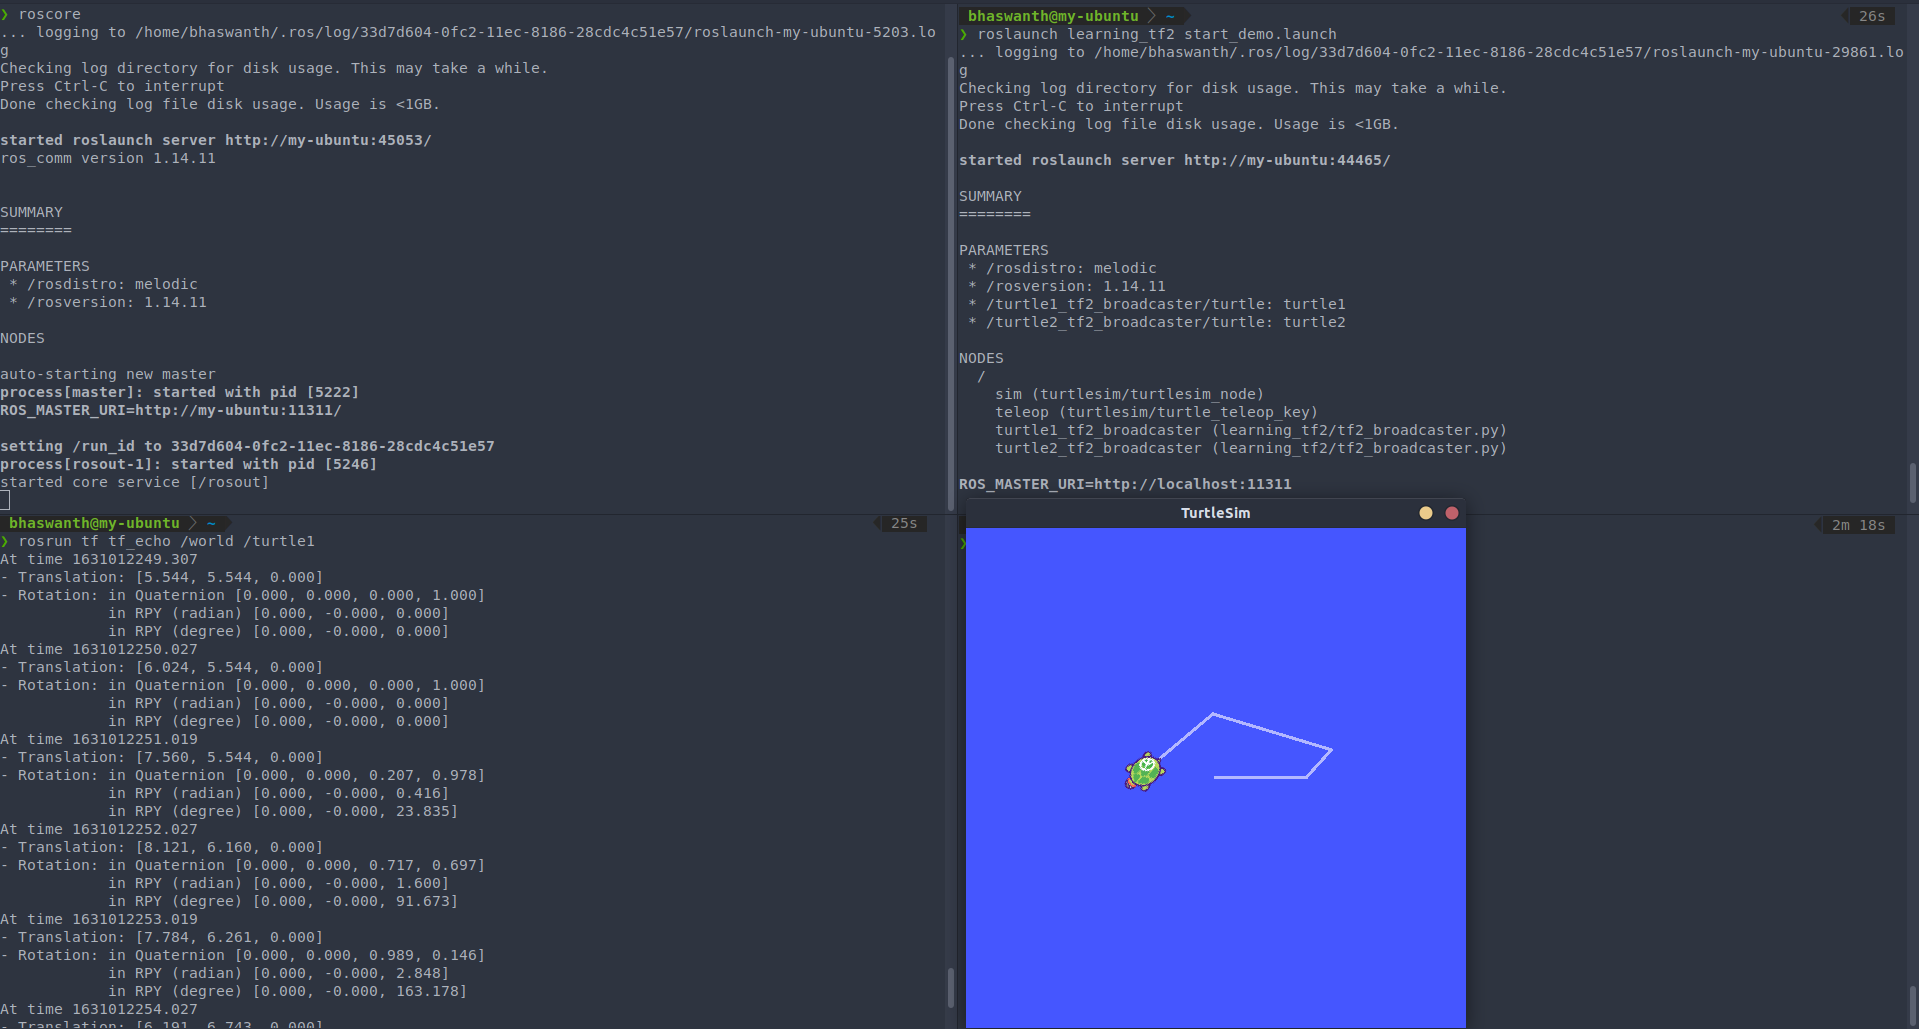 ❯ roscore
... logging to /home/bhaswanth/.ros/log/33d7d604-0fc2-11ec-8186-28cdc4c51e57/roslaunch-my-ubuntu-5203.lo
g
Checking log directory for disk usage. This may take a while.
Press Ctrl-C to interrupt
Done checking log file disk usage. Usage is <1GB.
started roslaunch server http://my-ubuntu:45053/
ros_comm version 1.14.11
SUMMARY
========
PARAMETERS
 * /rosdistro: melodic
 * /rosversion: 1.14.11
NODES
auto-starting new master
process[master]: started with pid [5222]
ROS_MASTER_URI=http://my-ubuntu:11311/
setting /run_id to 33d7d604-0fc2-11ec-8186-28cdc4c51e57
process[rosout-1]: started with pid [5246]
started core service [/rosout]
bhaswanth@my-ubuntu ~ 26s
❯ roslaunch learning_tf2 start_demo.launch
... logging to /home/bhaswanth/.ros/log/33d7d604-0fc2-11ec-8186-28cdc4c51e57/roslaunch-my-ubuntu-29861.lo
g
Checking log directory for disk usage. This may take a while.
Press Ctrl-C to interrupt
Done checking log file disk usage. Usage is <1GB.
started roslaunch server http://my-ubuntu:44465/
SUMMARY
========
PARAMETERS
 * /rosdistro: melodic
 * /rosversion: 1.14.11
 * /turtle1_tf2_broadcaster/turtle: turtle1
 * /turtle2_tf2_broadcaster/turtle: turtle2
NODES
  /
    sim (turtlesim/turtlesim_node)
    teleop (turtlesim/turtle_teleop_key)
    turtle1_tf2_broadcaster (learning_tf2/tf2_broadcaster.py)
    turtle2_tf2_broadcaster (learning_tf2/tf2_broadcaster.py)
ROS_MASTER_URI=http://localhost:11311
bhaswanth@my-ubuntu ~ 25s
❯ rosrun tf tf_echo /world /turtle1
At time 1631012249.307
- Translation: [5.544, 5.544, 0.000]
- Rotation: in Quaternion [0.000, 0.000, 0.000, 1.000]
            in RPY (radian) [0.000, -0.000, 0.000]
            in RPY (degree) [0.000, -0.000, 0.000]
At time 1631012250.027
- Translation: [6.024, 5.544, 0.000]
- Rotation: in Quaternion [0.000, 0.000, 0.000, 1.000]
            in RPY (radian) [0.000, -0.000, 0.000]
            in RPY (degree) [0.000, -0.000, 0.000]
At time 1631012251.019
- Translation: [7.560, 5.544, 0.000]
- Rotation: in Quaternion [0.000, 0.000, 0.207, 0.978]
            in RPY (radian) [0.000, -0.000, 0.416]
            in RPY (degree) [0.000, -0.000, 23.835]
At time 1631012252.027
- Translation: [8.121, 6.160, 0.000]
- Rotation: in Quaternion [0.000, 0.000, 0.717, 0.697]
            in RPY (radian) [0.000, -0.000, 1.600]
            in RPY (degree) [0.000, -0.000, 91.673]
At time 1631012253.019
- Translation: [7.784, 6.261, 0.000]
- Rotation: in Quaternion [0.000, 0.000, 0.989, 0.146]
            in RPY (radian) [0.000, -0.000, 2.848]
            in RPY (degree) [0.000, -0.000, 163.178]
At time 1631012254.027
- Translation: [6.191, 6.743, 0.000]
TurtleSim
2m 18s
❯